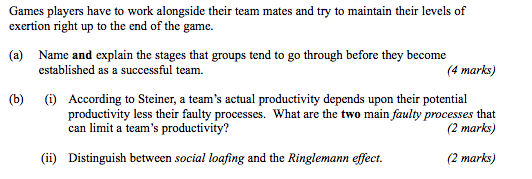 Games players have to work alongside their team mates and try to maintain their levels of
exertion right up to the end of the game.
(a) Name and explain the stages that groups tend to go through before they become
established as a successful team. (4 marks)
(b) (i) According to Steiner, a team's actual productivity depends upon their potential
productivity less their faulty processes. What are the two main faulty processes that
can limit a team's productivity? (2 marks)
(ii) Distinguish between social loafing and the Ringlemann effect. (2 marks)